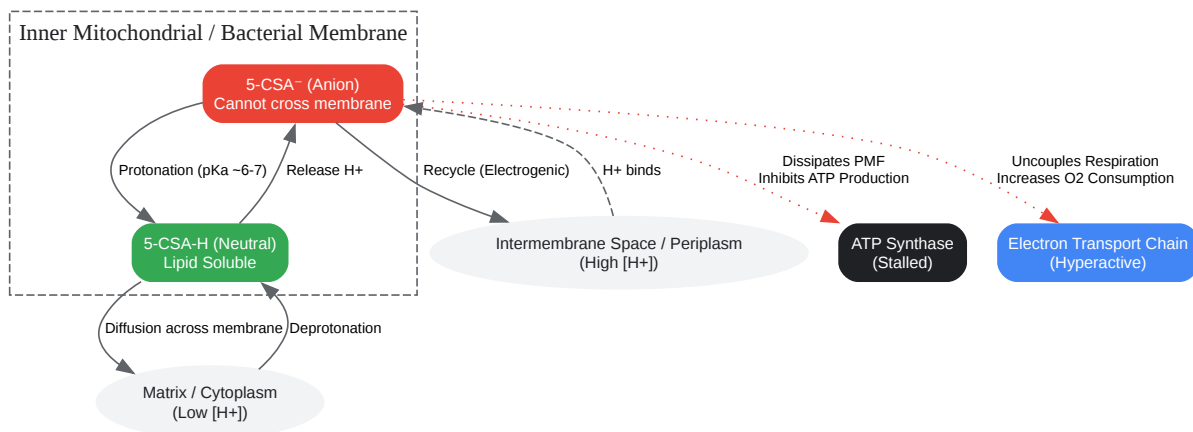 Inner Mitochondrial / Bacterial Membrane
5-CSA⁻ (Anion)
Cannot cross membrane
Protonation (pKa ~6-7)
Release H+
Recycle (Electrogenic)
H+ binds
Dissipates PMF
Inhibits ATP Production
Uncouples Respiration
Increases O2 Consumption
5-CSA-H (Neutral)
Lipid Soluble
Intermembrane Space / Periplasm
(High [H+])
ATP Synthase
(Stalled)
Electron Transport Chain
(Hyperactive)
Diffusion across membrane
Deprotonation
Matrix / Cytoplasm
(Low [H+])